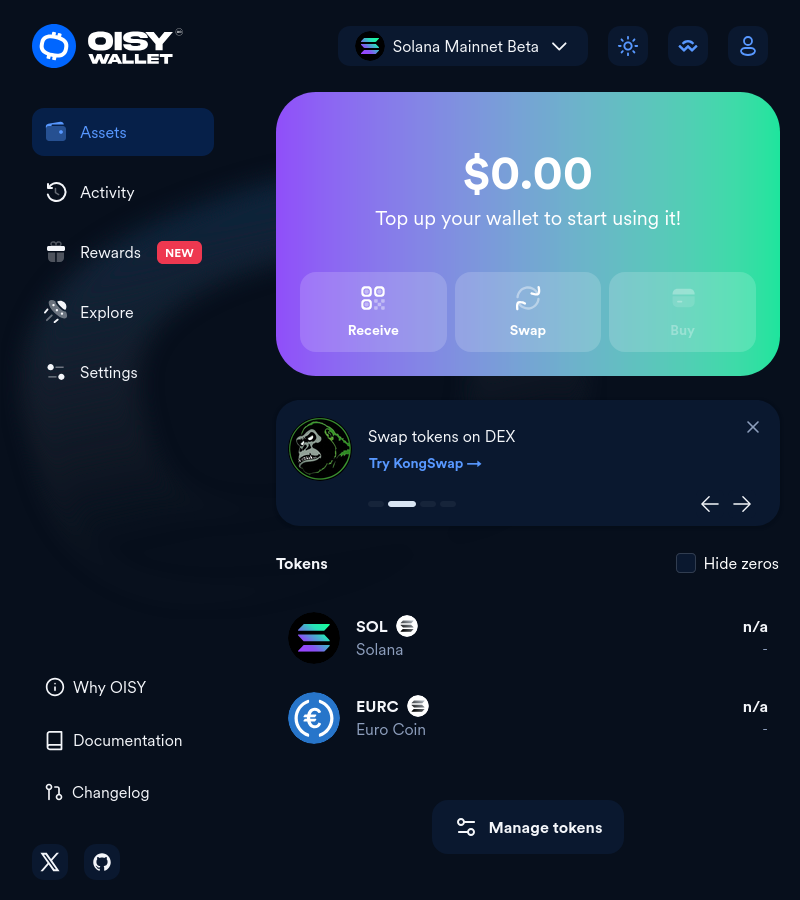 OISY
WALLET
Solana Mainnet Beta
Assets
Activity
Rewards NEW
Explore
Settings
$0.00
Top up your wallet to start using it!
Receive
Swap
Buy
Swap tokens on DEX
Try KongSwap →
Tokens
Hide zeros
SOL
n/a
Solana
-
EURC
n/a
Euro Coin
-
Manage tokens
Why OISY
Documentation
Changelog